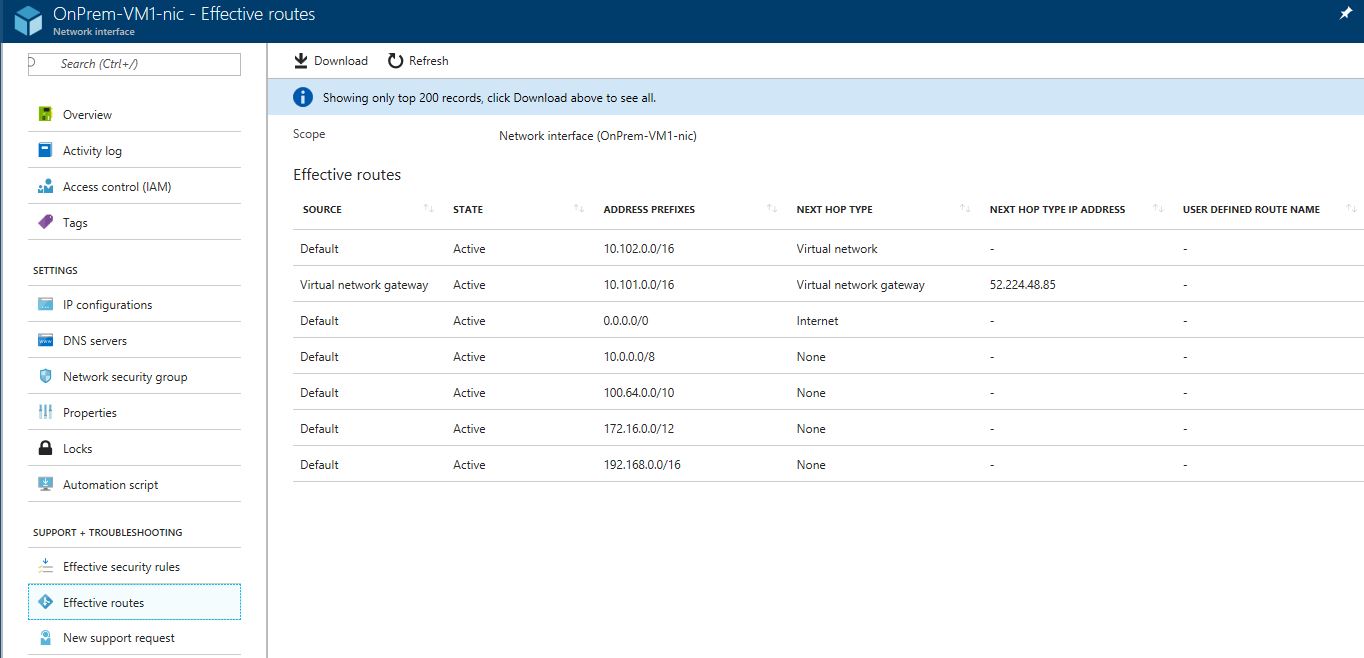 OnPrem-VM1-nic - Effective routes
Network interface
Search (Ctrl+/)
Overview
Activity log
Access control (IAM)
Tags
SETTINGS
IP configurations
DNS servers
Network security group
Properties
Locks
Automation script
SUPPORT + TROUBLESHOOTING
Effective security rules
Effective routes
New support request
Download Refresh
Showing only top 200 records, click Download above to see all.
Scope Network interface (OnPrem-VM1-nic)
Effective routes
SOURCE STATE ADDRESS PREFIXES NEXT HOP TYPE NEXT HOP TYPE IP ADDRESS USER DEFINED ROUTE NAME
Default Active 10.102.0.0/16 Virtual network - -
Virtual network gateway Active 10.101.0.0/16 Virtual network gateway 52.224.48.85 -
Default Active 0.0.0.0/0 Internet - -
Default Active 10.0.0.0/8 None - -
Default Active 100.64.0.0/10 None - -
Default Active 172.16.0.0/12 None - -
Default Active 192.168.0.0/16 None - -